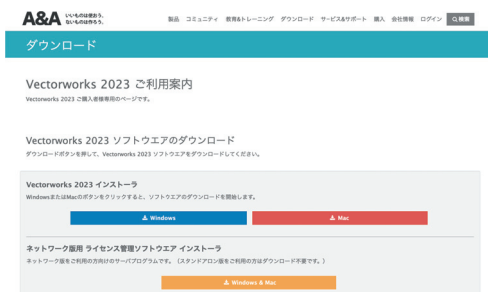 A&A いいものは使おう。
ないものは作ろう。
製品 コミュニティ 教育&トレーニング ダウンロード サービス&サポート 購入 会社情報 ログイン 検索
ダウンロード
Vectorworks 2023 ご利用案内
Vectorworks 2023 ご購入者様専用のページです。
Vectorworks 2023 ソフトウエアのダウンロード
ダウンロードボタンを押して、Vectorworks 2023 ソフトウエアをダウンロードしてください。
Vectorworks 2023 インストーラ
WindowsまたはMacのボタンをクリックすると、ソフトウエアのダウンロードを開始します。
Windows Mac
ネットワーク版用 ライセンス管理ソフトウエア インストーラ
ネットワーク版をご利用の方向けのサーバプログラムです。（スタンドアロン版をご利用の方はダウンロード不要です。）
Windows & Mac